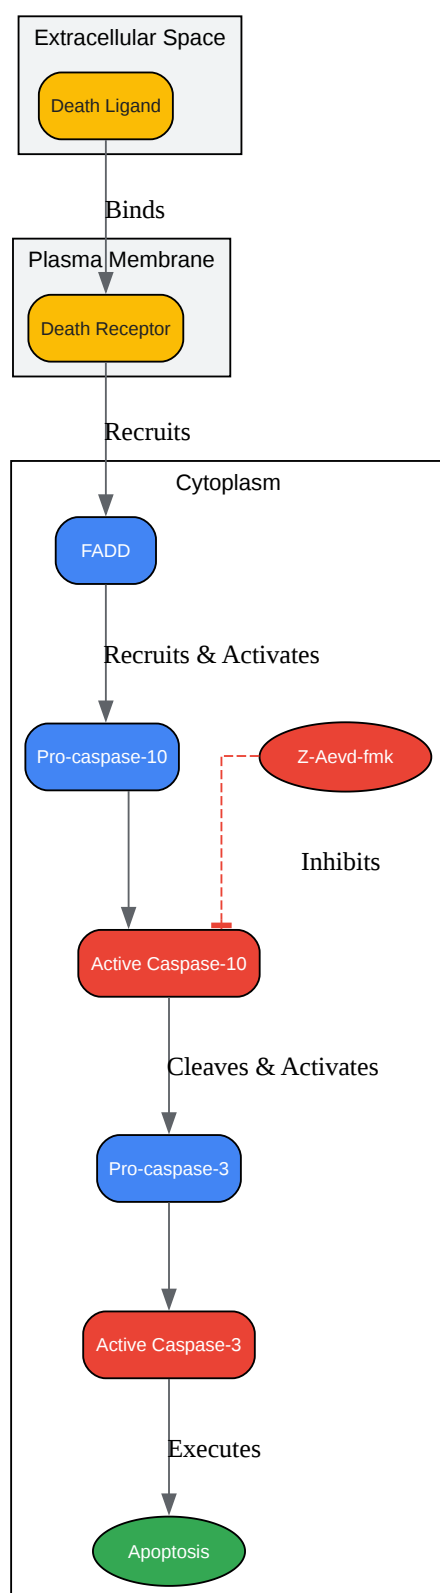 Extracellular Space
Death Ligand
Binds
Plasma Membrane
Death Receptor
Recruits
Cytoplasm
FADD
Recruits & Activates
Pro-caspase-10
Z-Aevd-fmk
Inhibits
Active Caspase-10
Cleaves & Activates
Pro-caspase-3
Active Caspase-3
Executes
Apoptosis